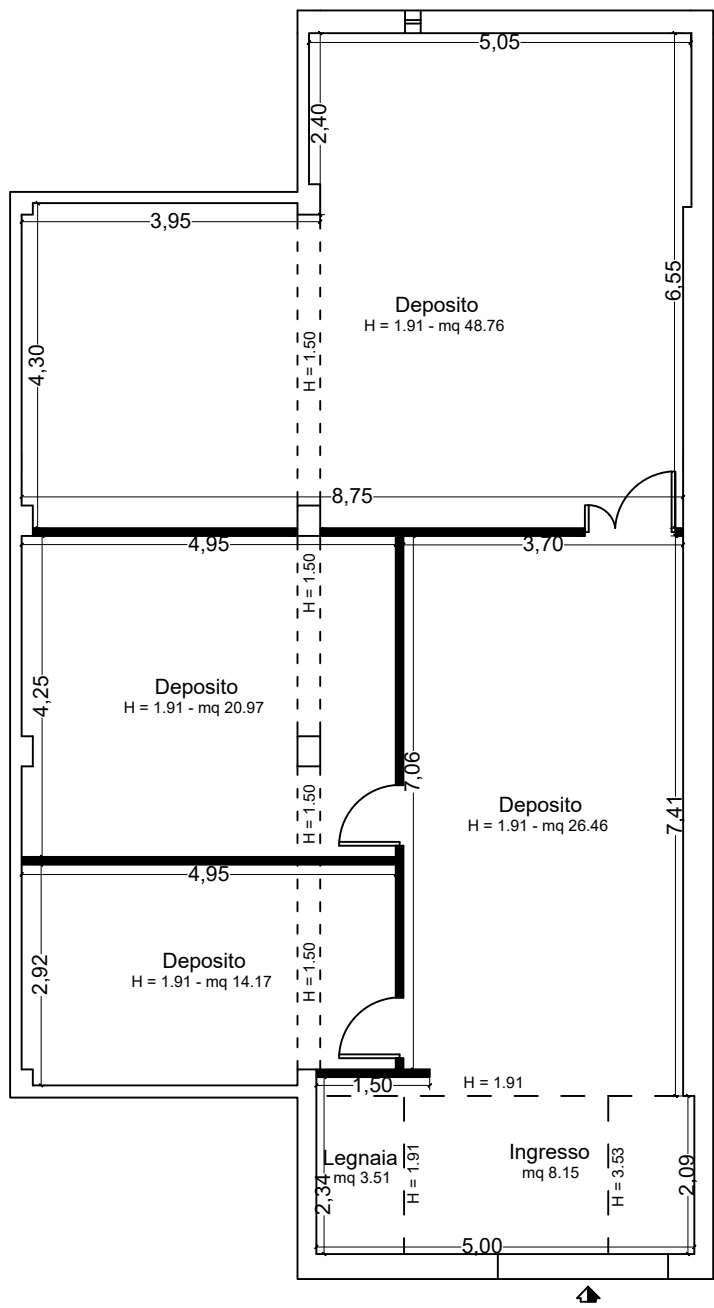 5,05
2,40
3,95
6,55
Deposito
H = 1.91 - mq 48.76
H = 1.50
4,30
8,75
4,95
3,70
H = 1.50
Deposito
H = 1.91 - mq 20.97
4,25
7,06
H = 1.50
Deposito
H = 1.91 - mq 26.46
7,41
4,95
Deposito
H = 1.91 - mq 14.17
2,92
H = 1.50
1,50
H = 1.91
Legnaia
mq 3.51
2,34
H = 1.91
Ingresso
mq 8.15
H = 3.53
2,09
5,00